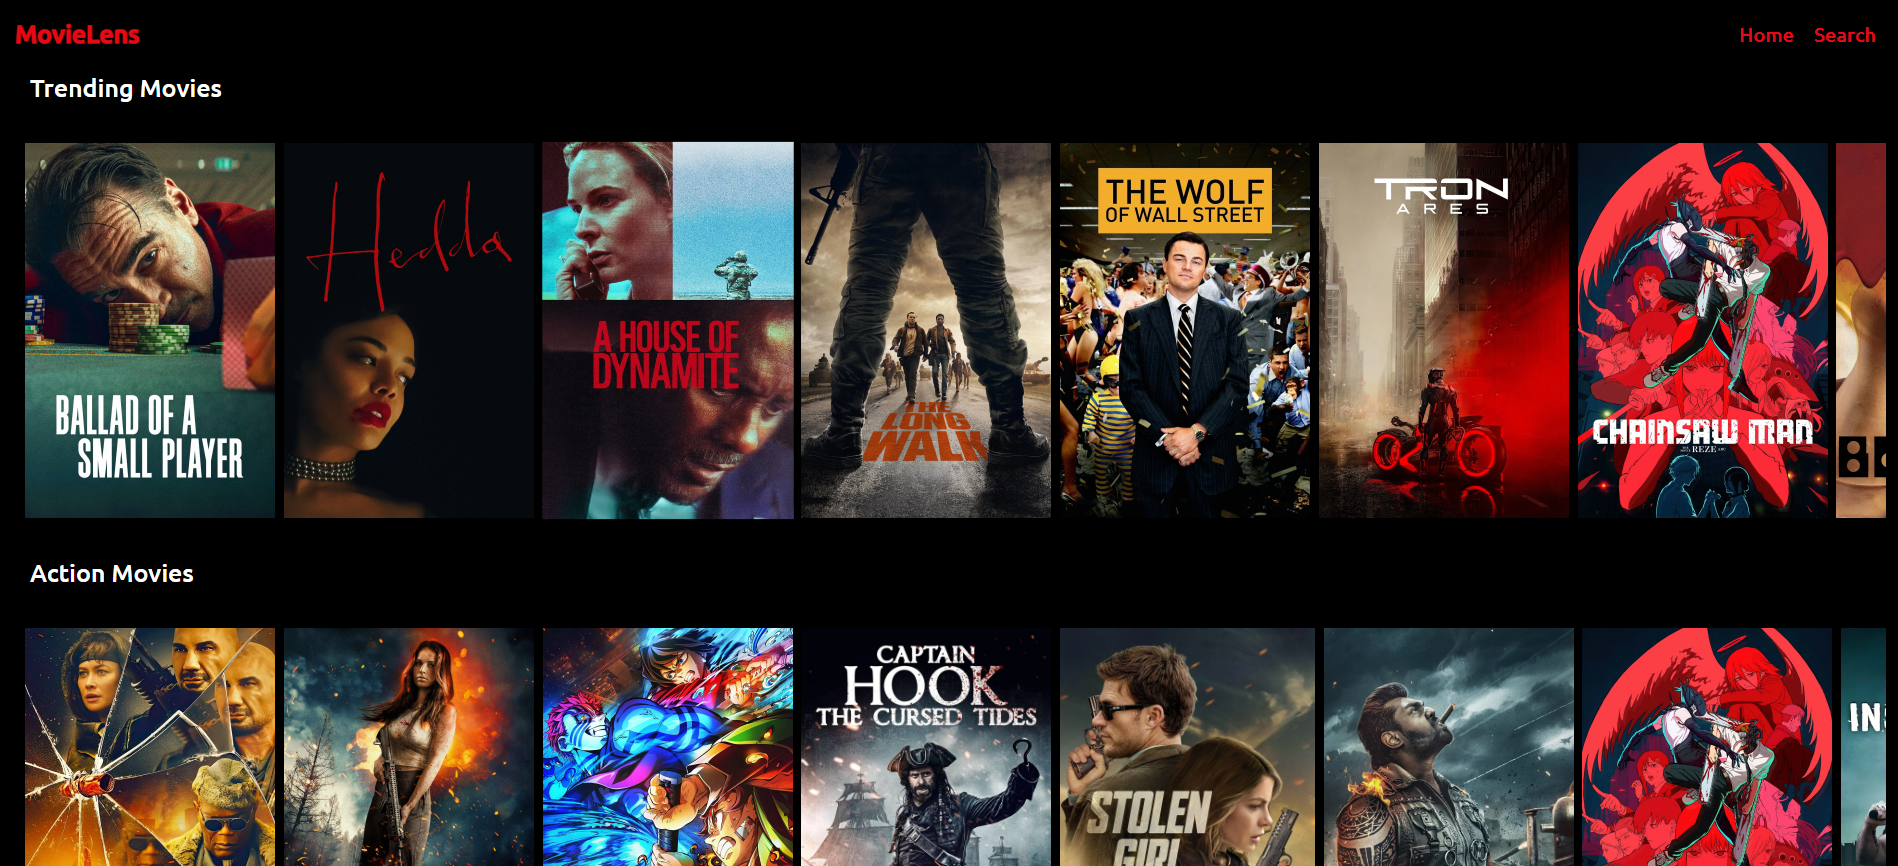 MovieLens
Home Search
Trending Movies
BALLAD OF A
SMALL PLAYER
Hedda
A HOUSE OF
DYNAMITE
THE
LONG
WALK
THE WOLF
OF WALL STREET
TRON
ARES
CHAINSAW MAN
REZE
Action Movies
CAPTAIN
HOOK
THE CURSED TIDES
STOLEN
GIRL
IN